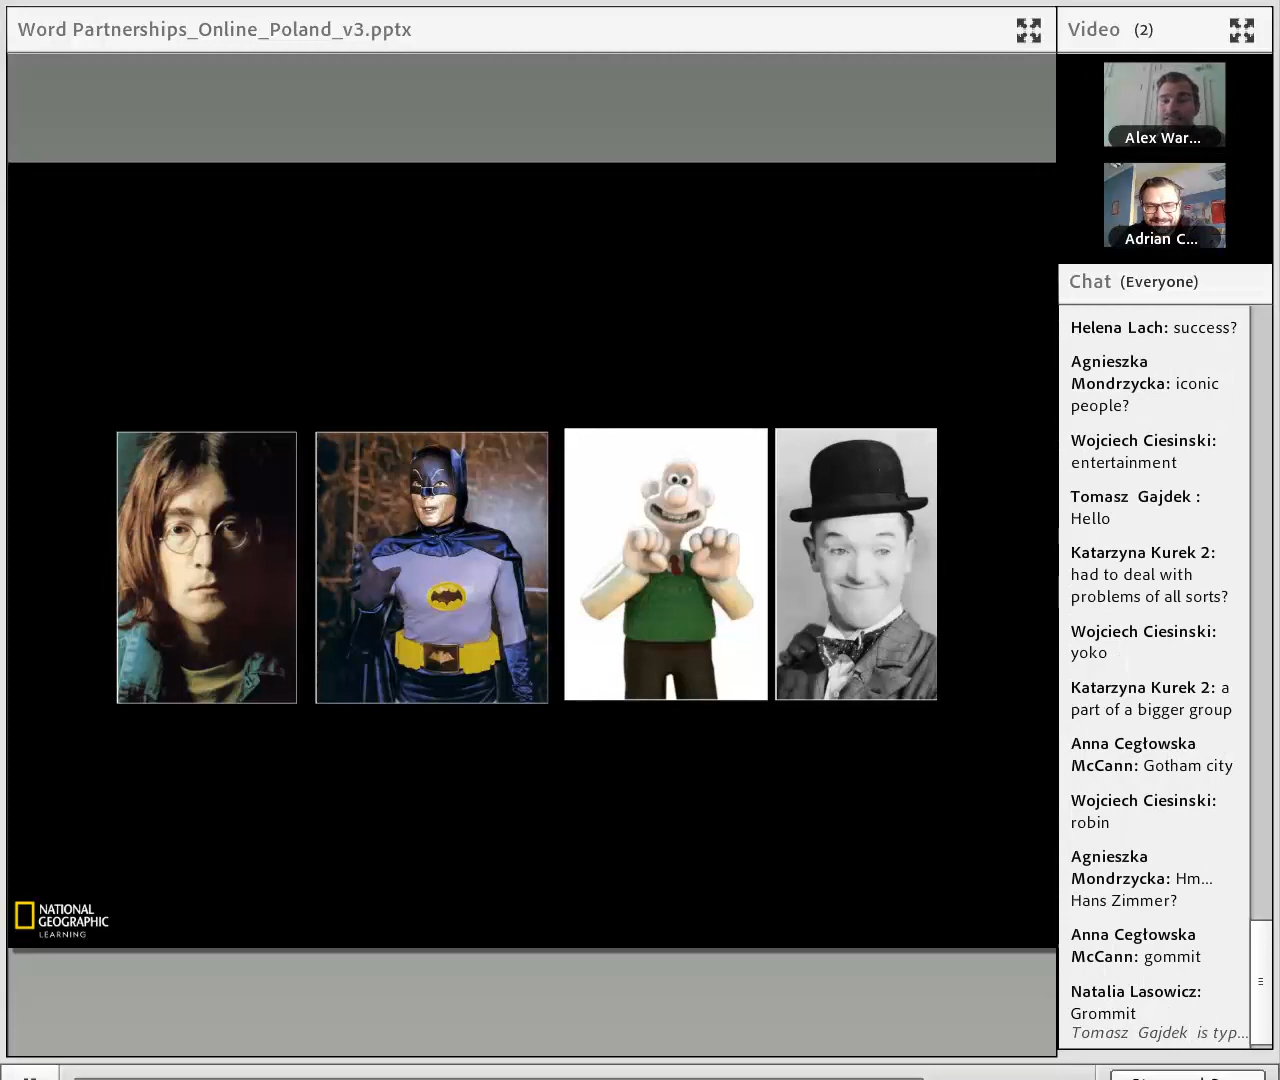 Word Partnerships_Online_Poland_v3.pptx
Video (2)
Alex War...
Adrian C...
Chat (Everyone)
Helena Lach: success?
Agnieszka
Mondrzycka: iconic
people?
Wojciech Ciesinski:
entertainment
Tomasz Gajdek :
Hello
Katarzyna Kurek 2:
had to deal with
problems of all sorts?
Wojciech Ciesinski:
yoko
Katarzyna Kurek 2: a
part of a bigger group
Anna Cegłowska
McCann: Gotham city
Wojciech Ciesinski:
robin
Agnieszka
Mondrzycka: Hm...
Hans Zimmer?
Anna Cegłowska
McCann: gommit
Natalia Lasowicz:
Grommit
Tomasz Gajdek is typ...
NATIONAL
GEOGRAPHIC
LEARNING